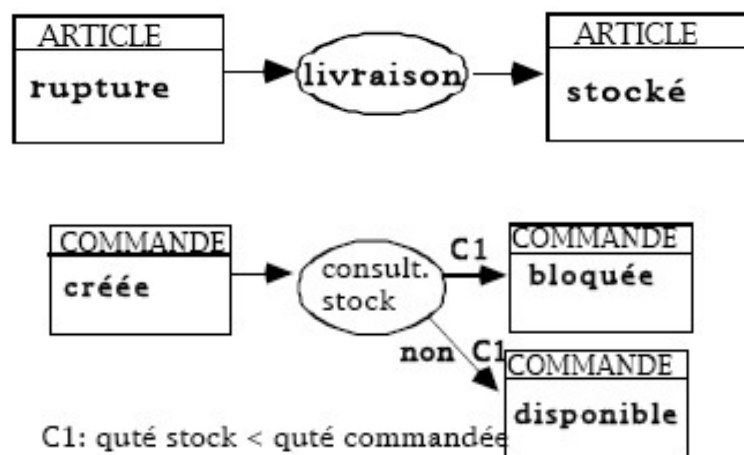 ARTICLE
rupture
livraison
ARTICLE
stocké
COMMANDE
créée
consult.
stock
C1
COMMANDE
bloquée
non C1
COMMANDE
disponible
C1: quté stock < quté commandée